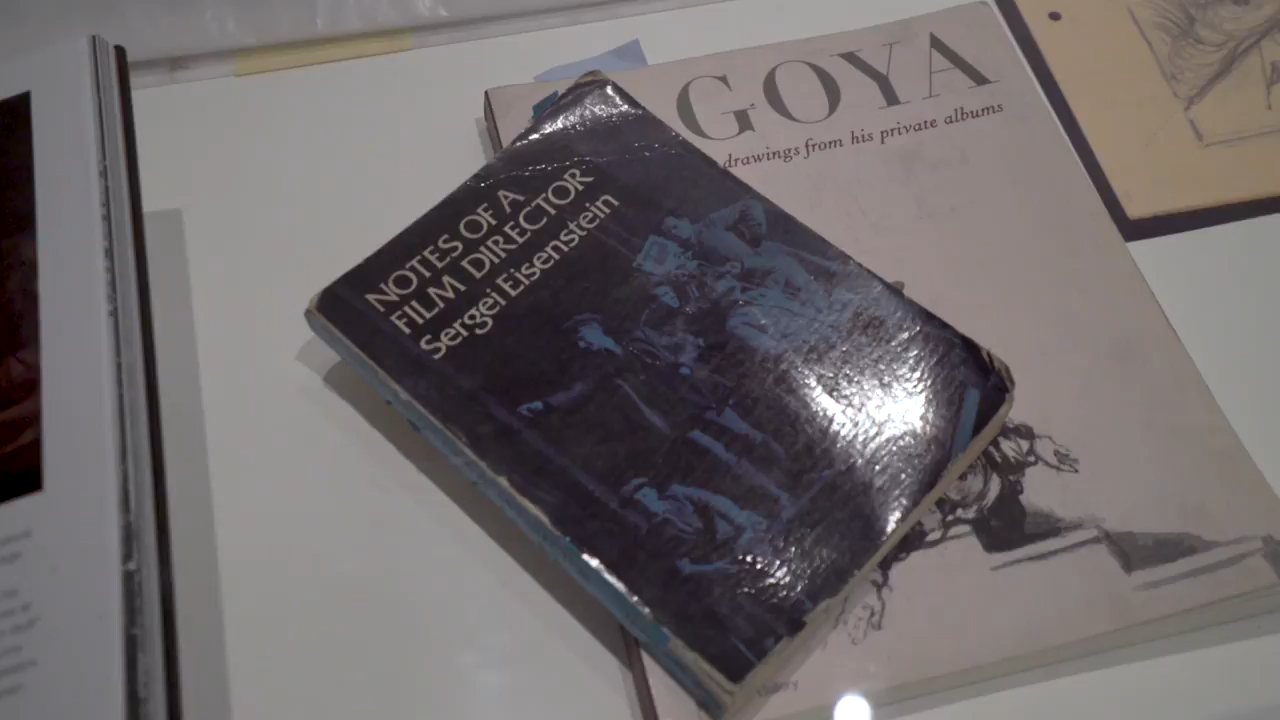 GOYA
drawings from his private albums
NOTES OF A
FILM DIRECTOR
Sergei Eisenstein